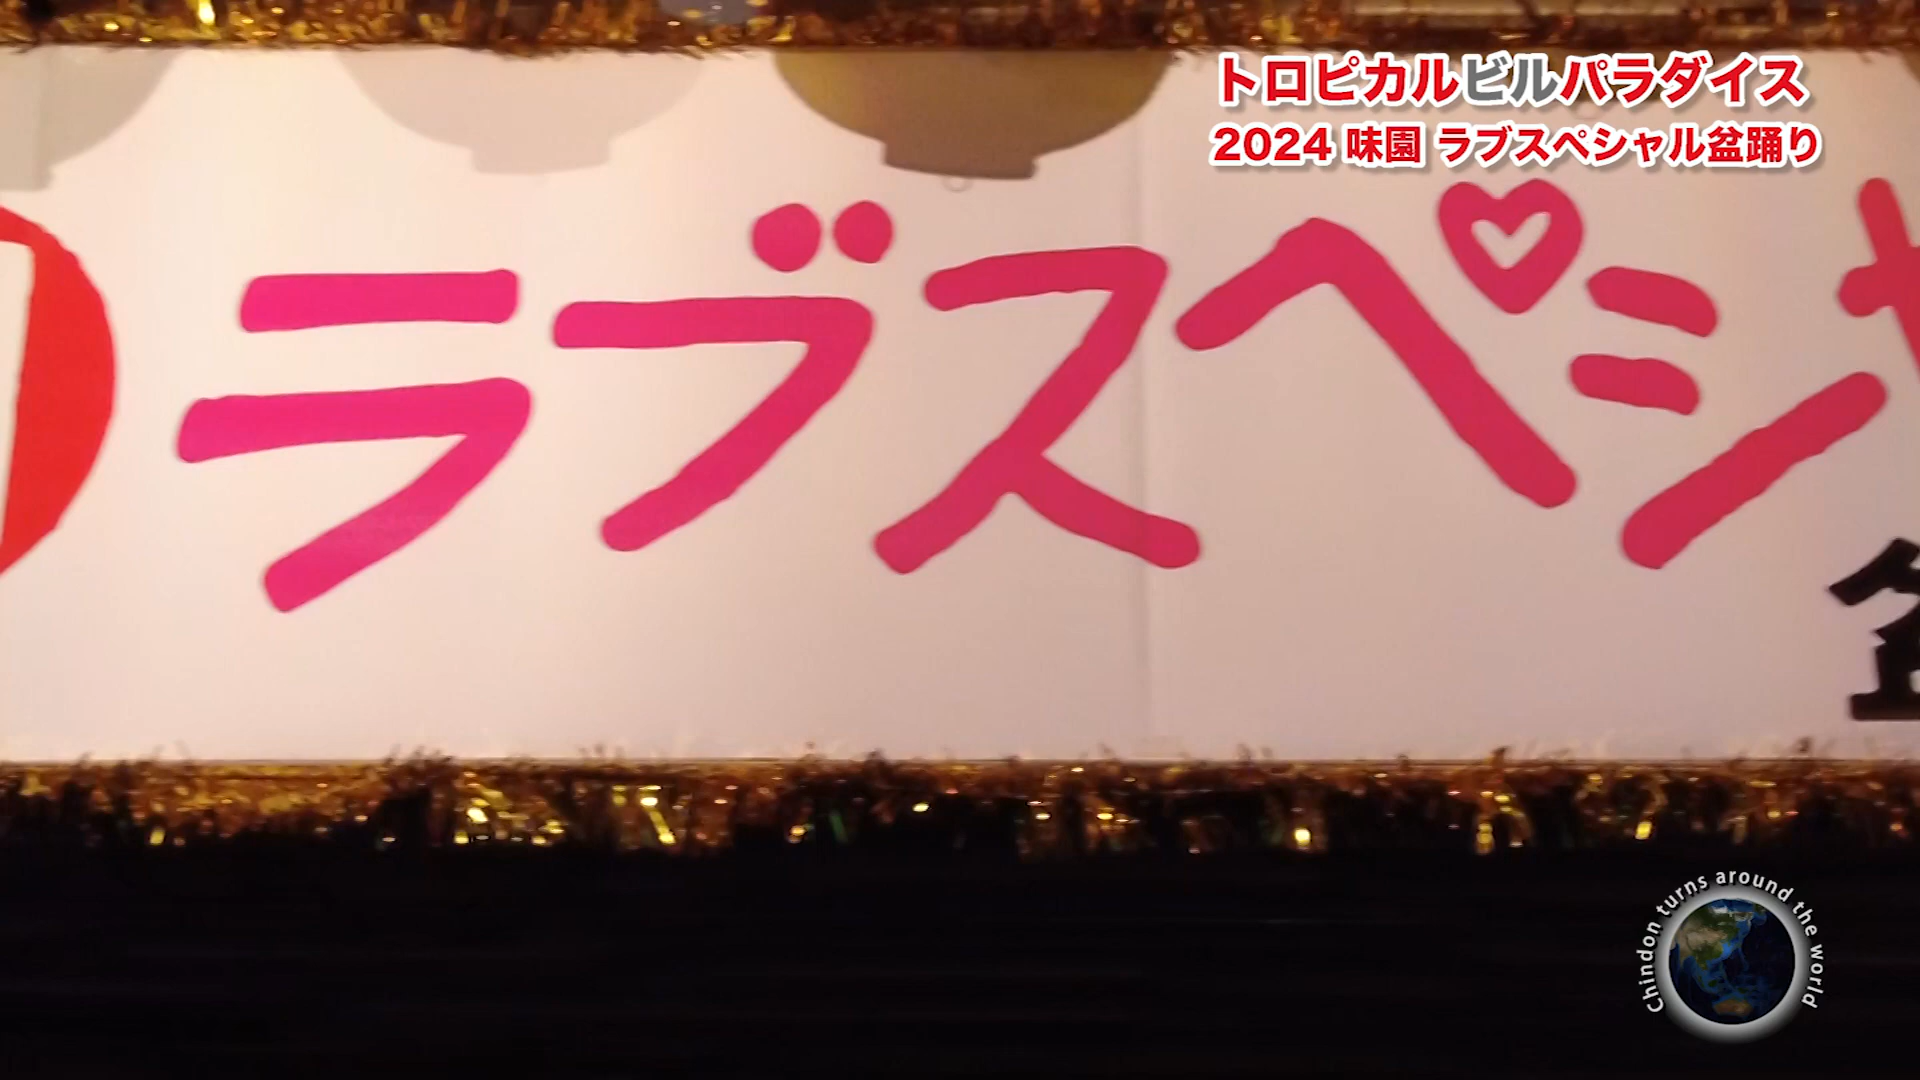 トロピカルビルパラダイス
2024 味園 ラブスペシャル盆踊り
ラブスペシャ
Chindon turns around the world